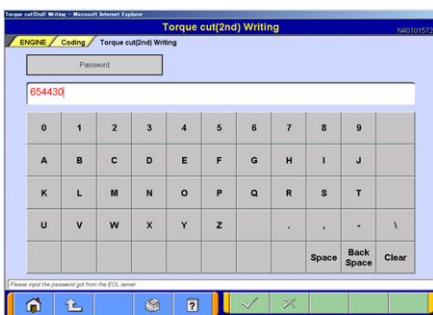 Torque cut(2nd) Writing - Microsoft Internet Explorer
Torque cut(2nd) Writing
N40101572
ENGINE Coding Torque cut(2nd) Writing
Password
654430
0 1 2 3 4 5 6 7 8 9
A B C D E F G H I J
K L M N O P Q R S T
U V W X Y Z . , - \
Space Back Space Clear
Please input the password got from the EOL server
?